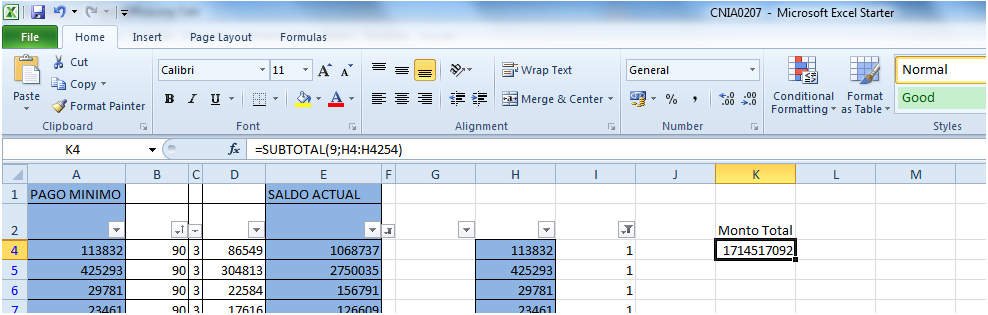 CNIA0207 - Microsoft Excel Starter
File Home Insert Page Layout Formulas
Paste Cut Copy Format Painter
Calibri 11 A A
B I U A
Wrap Text
Merge & Center
General
% , ,00 ,0
Conditional Formatting Format as Table
Normal
Good
Clipboard Font Alignment Number Styles
K4 fx =SUBTOTAL(9;H4:H4254)
A B C D E F G H I J K L M
1 PAGO MINIMO SALDO ACTUAL
2 Monto Total
4 113832 90 3 86549 1068737 113832 1 1714517092
5 425293 90 3 304813 2750035 425293 1
6 29781 90 3 22584 156791 29781 1
7 23461 90 3 17616 126609 23461 1